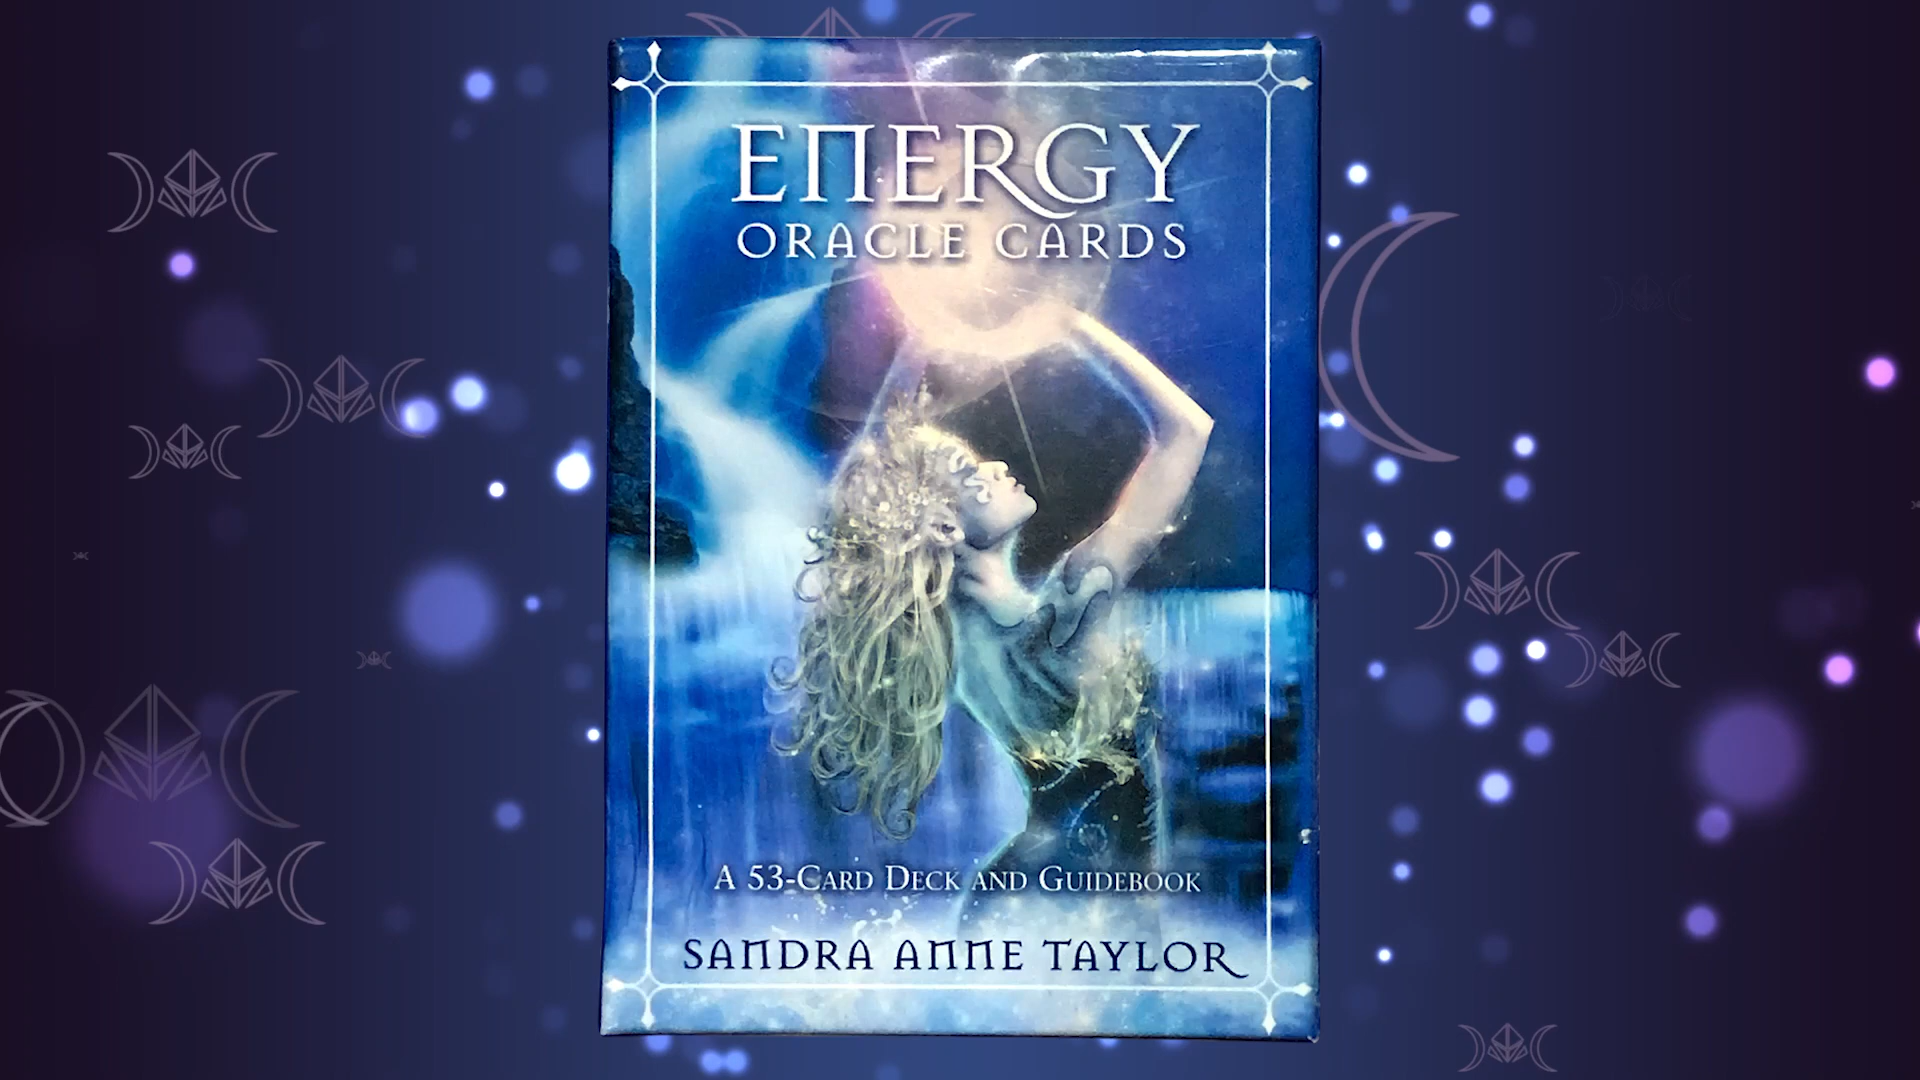 ENERGY
ORACLE CARDS
A 53-CARD DECK AND GUIDEBOOK
SANDRA ANNE TAYLOR